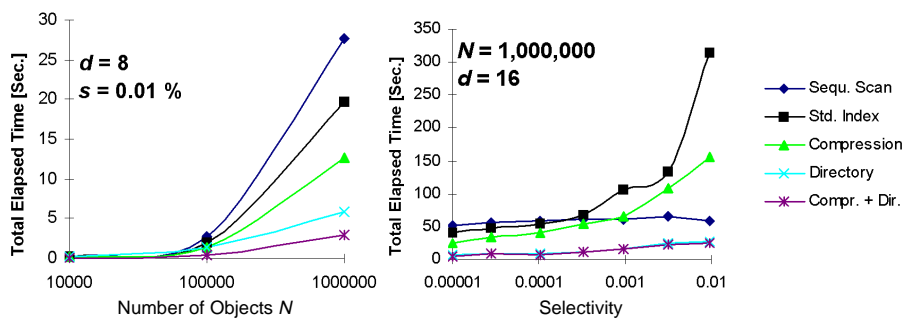 30
25
20
15
10
5
0
Total Elapsed Time [Sec.]
d = 8
s = 0.01 %
10000
100000
1000000
Number of Objects N
350
300
250
200
150
100
50
0
Total Elapsed Time [Sec.]
N = 1,000,000
d = 16
0.00001
0.0001
0.001
0.01
Selectivity
Sequ. Scan
Std. Index
Compression
Directory
Compr. + Dir.